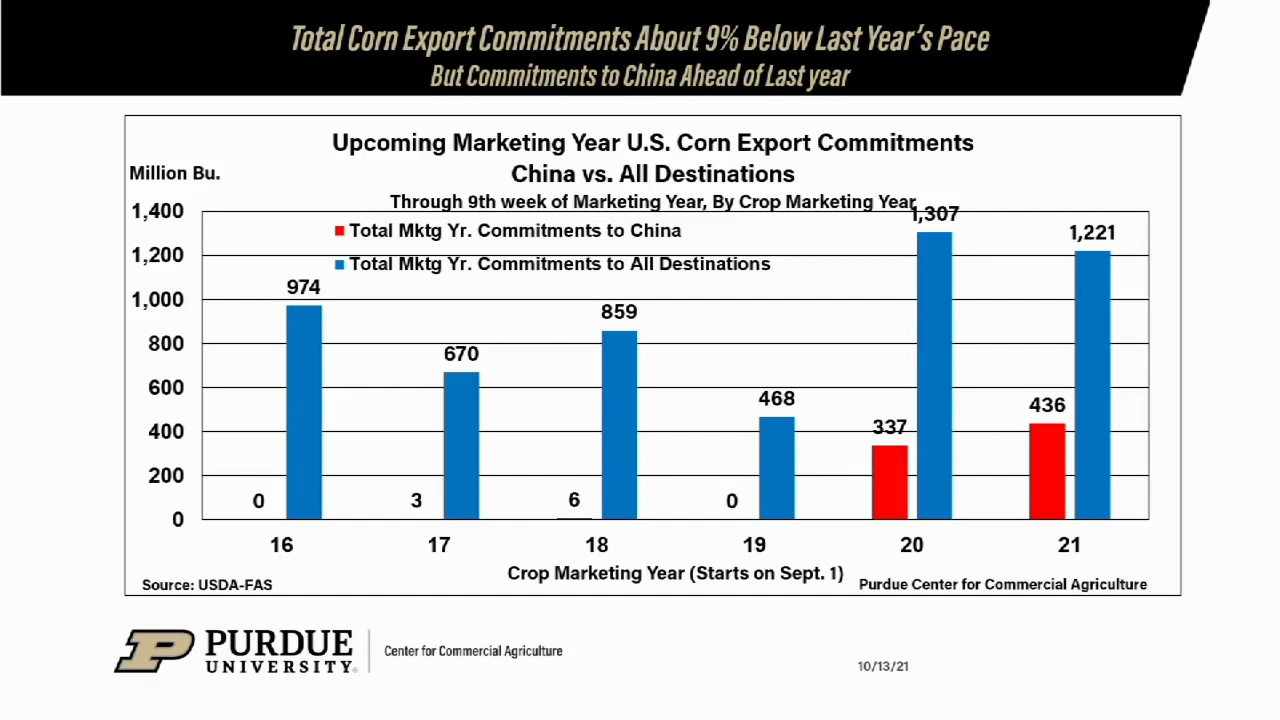 Total Corn Export Commitments About 9% Below Last Year's Pace
But Commitments to China Ahead of Last year
Upcoming Marketing Year U.S. Corn Export Commitments
China vs. All Destinations
Million Bu.
Through 9th week of Marketing Year, By Crop Marketing Year
Total Mktg Yr. Commitments to China
Total Mktg Yr. Commitments to All Destinations
1,400
1,200
1,000
800
600
400
200
0
0
974
3
670
6
859
0
468
337
1,307
436
1,221
16
17
18
19
20
21
Crop Marketing Year (Starts on Sept. 1)
Source: USDA-FAS
Purdue Center for Commercial Agriculture
P
PURDUE
UNIVERSITY®
Center for Commercial Agriculture
10/13/21